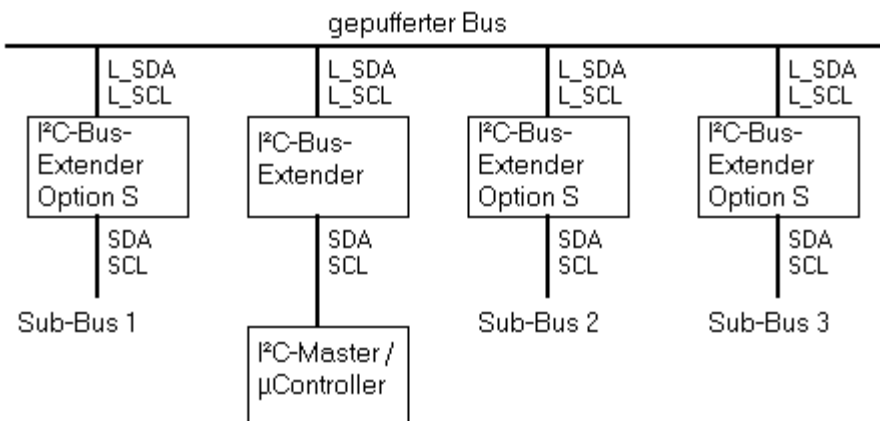 gepufferter Bus
L_SDA
L_SCL
L_SDA
L_SCL
L_SDA
L_SCL
L_SDA
L_SCL
I²C-Bus-
Extender
Option S
I²C-Bus-
Extender
I²C-Bus-
Extender
Option S
I²C-Bus-
Extender
Option S
SDA
SCL
SDA
SCL
SDA
SCL
SDA
SCL
Sub-Bus 1
Sub-Bus 2
Sub-Bus 3
I²C-Master /
µController